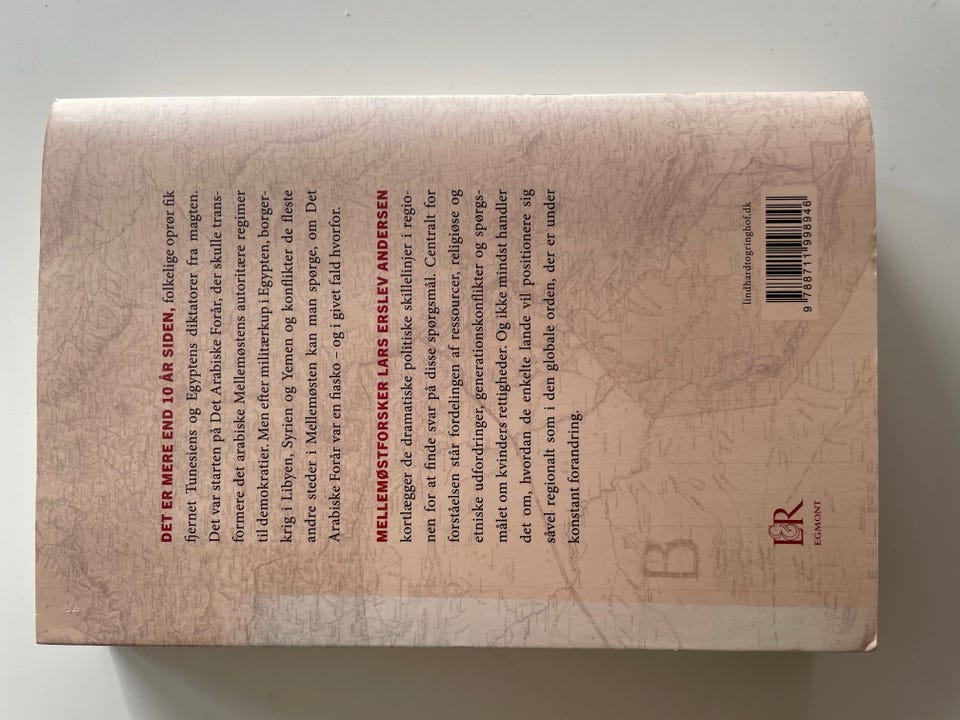 DET ER MERE END 10 ÅR SIDEN, folkelige oprør fik
fjernet Tunesiens og Egyptens diktatorer fra magten.
Det var starten på Det Arabiske Forår, der skulle trans-
formere det arabiske Mellemøstens autoritære regimer
til demokratier. Men efter militærkup i Egypten, borger-
krig i Libyen, Syrien og Yemen og konflikter de fleste
andre steder i Mellemøsten kan man spørge, om Det
Arabiske Forår var en fiasko – og i givet fald hvorfor.
MELLEMØSTFORSKER LARS ERSLEV ANDERSEN
kortlægger de dramatiske politiske skillelinjer i regio-
nen for at finde svar på disse spørgsmål. Centralt for
forståelsen står fordelingen af ressourcer, religiøse og
etniske udfordringer, generationskonflikter og spørgs-
målet om kvinders rettigheder. Og ikke mindst handler
det om, hvordan de enkelte lande vil positionere sig
såvel regionalt som i den globale orden, der er under
konstant forandring.
B
L&R
EGMONT
lindhardtogringhof.dk
9 788711 998946